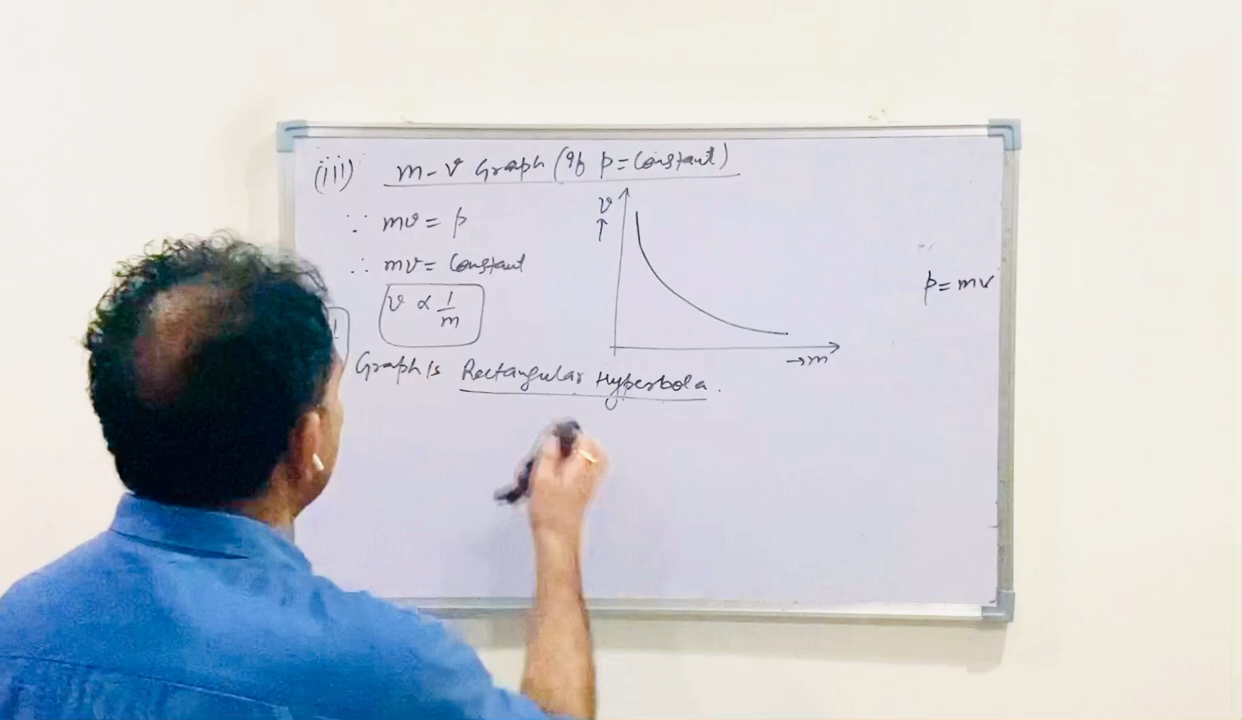 (iii) m-v Graph (If p = Constant)
∵ mv = p
∴ mv = Constant
v ∝ 1/m
Graph is Rectangular Hyperbola.
v
↑
→m
p = mv